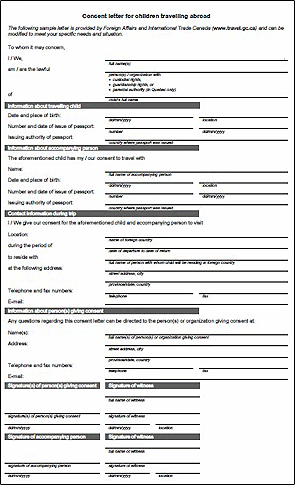 Consent letter for children travelling abroad
The following sample letter is provided by Foreign Affairs and International Trade Canada (www.travel.gc.ca) and can be
modified to meet your specific needs and situation.
To whom it may concern,
I / We,
full name(s)
am / are the lawful
person(s) / organization with
• custodial rights,
• guardianship rights, or
• parental authority (in Quebec only)
of
child's full name
Information about travelling child
Date and place of birth:
dd/mm/yyyy location
Number and date of issue of passport:
number dd/mm/yyyy
Issuing authority of passport:
country where passport was issued
Information about accompanying person
The aforementioned child has my / our consent to travel with
Name:
full name of accompanying person
Date and place of birth:
dd/mm/yyyy location
Number and date of issue of passport:
number dd/mm/yyyy
Issuing authority of passport:
country where passport was issued
Contact information during trip
I / We give our consent for the aforementioned child and accompanying person to visit
Location:
name of foreign country
during the period of
date of departure to date of return
to reside with
full name of person with whom child will be residing in foreign country
at the following address:
street address, city
province/state, country
Telephone and fax numbers:
telephone fax
E-mail:
Information about person(s) giving consent
Any questions regarding this consent letter can be directed to the person(s) or organization giving consent at:
Name(s):
full name(s) of person(s) or organization giving consent
Address:
street address, city
province/state, country
Telephone and fax numbers:
telephone fax
E-mail:
Signature(s) of person(s) giving consent Signature of witness
full name of witness
signature(s) of person(s) giving consent signature of witness
dd/mm/yyyy dd/mm/yyyy location
Signature of accompanying person Signature of witness
full name of witness
signature of accompanying person signature of witness
dd/mm/yyyy dd/mm/yyyy location